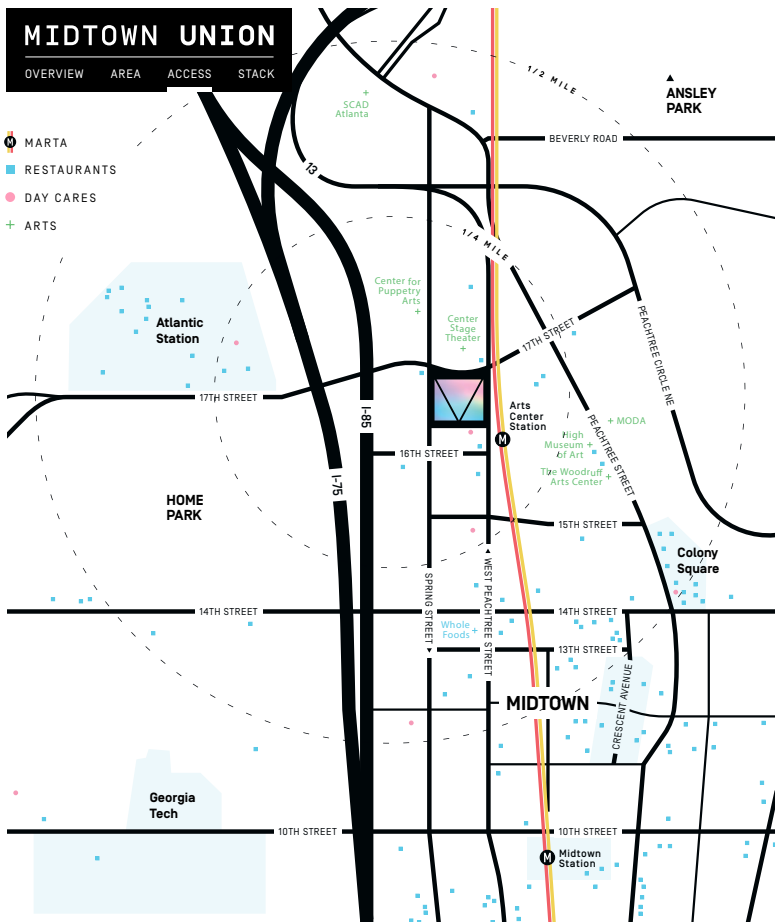 MIDTOWN UNION
OVERVIEW AREA ACCESS STACK
M MARTA
RESTAURANTS
DAY CARES
ARTS
1/2 MILE
ANSLEY
PARK
SCAD
Atlanta
BEVERLY ROAD
13
1/4 MILE
Center for
Puppetry
Arts
Center
Stage
Theater
Atlantic
Station
17TH STREET
PEACHTREE CIRCLE NE
17TH STREET
I-85
Arts
Center
Station
M
PEACHTREE STREET
MODA
High
Museum
of Art
The Woodruff
Arts Center
16TH STREET
I-75
HOME
PARK
15TH STREET
Colony
Square
SPRING STREET
WEST PEACHTREE STREET
14TH STREET
14TH STREET
Whole
Foods
13TH STREET
CRESCENT AVENUE
MIDTOWN
Georgia
Tech
10TH STREET
10TH STREET
M
Midtown
Station